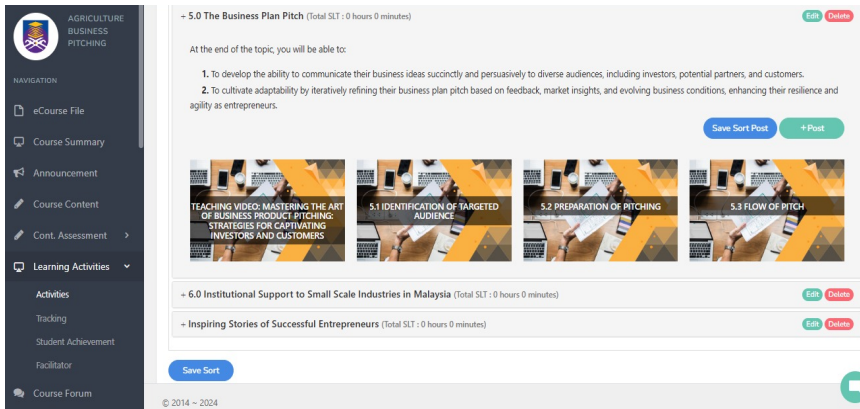 AGRICULTURE
BUSINESS
PITCHING
NAVIGATION
eCourse File
Course Summary
Announcement
Course Content
Cont. Assessment
Learning Activities
Activities
Tracking
Student Achievement
Facilitator
Course Forum
+ 5.0 The Business Plan Pitch (Total SLT : 0 hours 0 minutes)
Edit Delete
At the end of the topic, you will be able to:
1. To develop the ability to communicate their business ideas succinctly and persuasively to diverse audiences, including investors, potential partners, and customers.
2. To cultivate adaptability by iteratively refining their business plan pitch based on feedback, market insights, and evolving business conditions, enhancing their resilience and
agility as entrepreneurs.
Save Sort Post
+Post
TEACHING VIDEO: MASTERING THE ART
OF BUSINESS PRODUCT PITCHING:
STRATEGIES FOR CAPTIVATING
INVESTORS AND CUSTOMERS
5.1 IDENTIFICATION OF TARGETED
AUDIENCE
5.2 PREPARATION OF PITCHING
5.3 FLOW OF PITCH
+ 6.0 Institutional Support to Small Scale Industries in Malaysia (Total SLT : 0 hours 0 minutes)
Edit Delete
+ Inspiring Stories of Successful Entrepreneurs (Total SLT : 0 hours 0 minutes)
Edit Delete
Save Sort
© 2014 ~ 2024